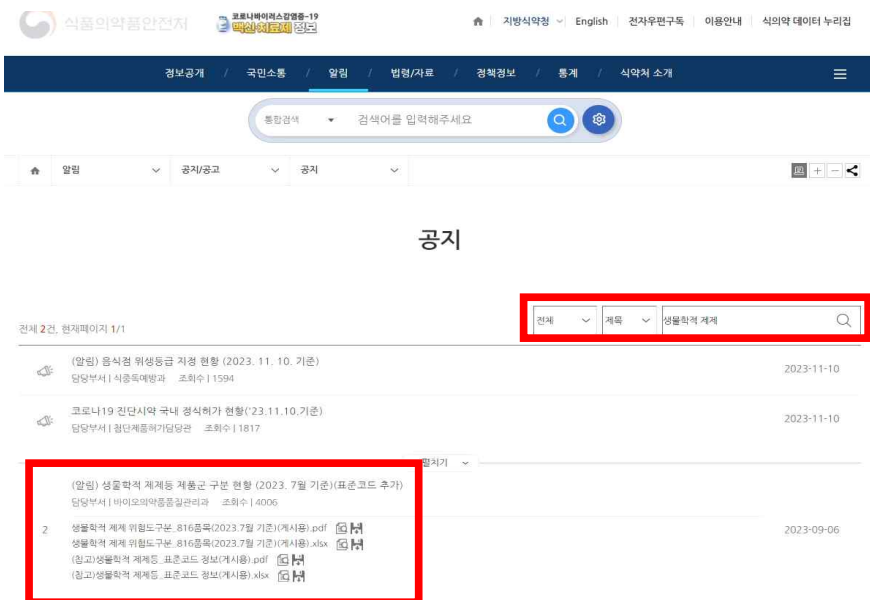 식품의약품안전처
코로나바이러스감염증-19
백신·치료제 정보
지방식약청 English 전자우편구독 이용안내 식의약 데이터 누리집
정보공개 / 국민소통 / 알림 / 법령/자료 / 정책정보 / 통계 / 식약처 소개
통합검색 검색어를 입력해주세요
알림 공지/공고 공지
공지
전체 2건, 현재페이지 1/1
전체 제목 생물학적 제제
(알림) 음식점 위생등급 지정 현황 (2023. 11. 10. 기준)
담당부서 | 식중독예방과 조회수 | 1594
2023-11-10
코로나19 진단시약 국내 정식허가 현황('23.11.10.기준)
담당부서 | 첨단제품허가담당관 조회수 | 1817
2023-11-10
펼치기
(알림) 생물학적 제제등 제품군 구분 현황 (2023. 7월 기준)(표준코드 추가)
담당부서 | 바이오의약품품질관리과 조회수 | 4006
2
생물학적 제제 위험도구분_816품목(2023.7월 기준)(게시용).pdf
생물학적 제제 위험도구분_816품목(2023.7월 기준)(게시용).xlsx
(참고)생물학적 제제등_표준코드 정보(게시용).pdf
(참고)생물학적 제제등_표준코드 정보(게시용).xlsx
2023-09-06